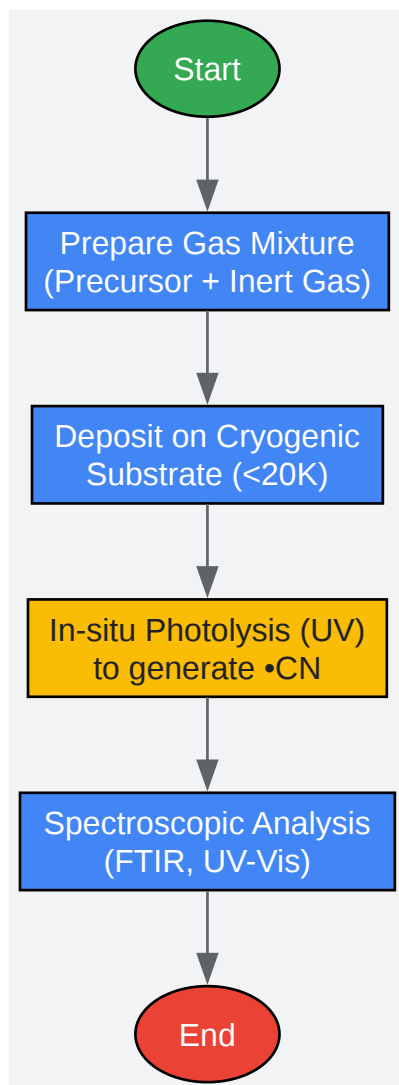 Start
Prepare Gas Mixture
(Precursor + Inert Gas)
Deposit on Cryogenic
Substrate (<20K)
In-situ Photolysis (UV)
to generate •CN
Spectroscopic Analysis
(FTIR, UV-Vis)
End